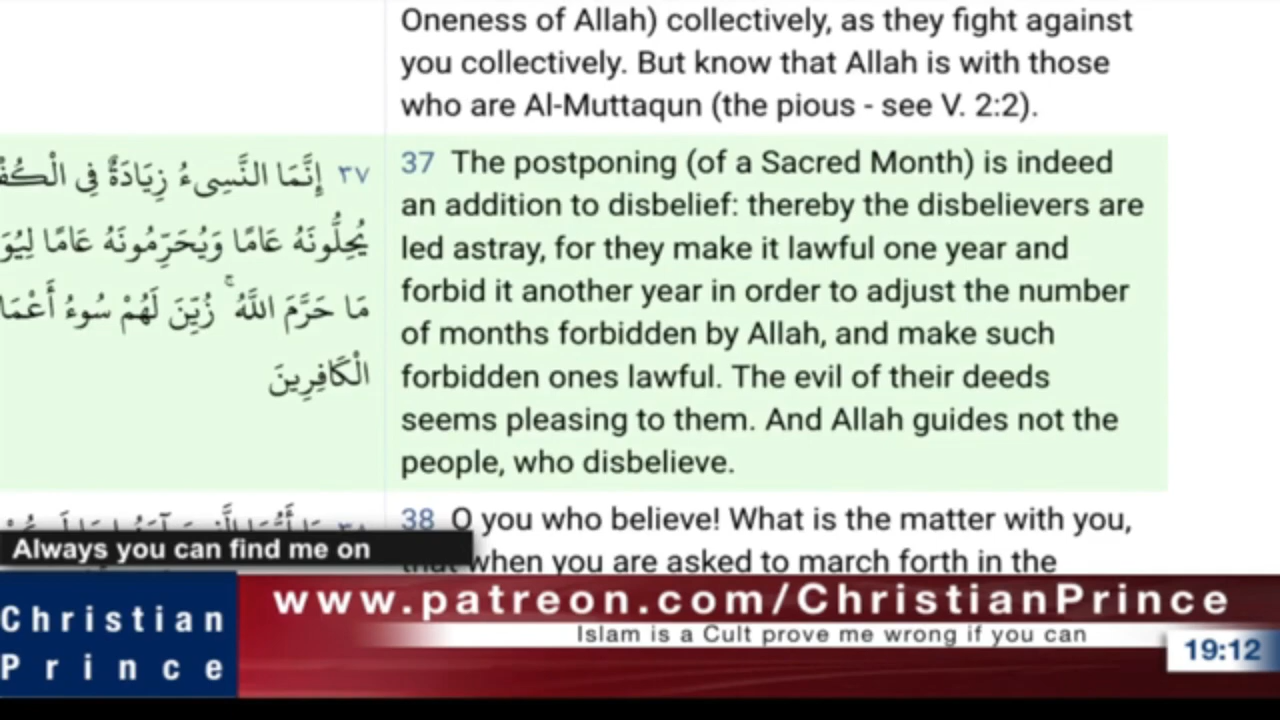 Oneness of Allah) collectively, as they fight against
you collectively. But know that Allah is with those
who are Al-Muttaqun (the pious - see V. 2:2).
٣٧ إِنَّمَا النَّسِيءُ زِيَادَةٌ فِي
يُحِلُّونَهُ عَامًا وَيُحَرِّمُونَهُ عَامًا
مَا حَرَّمَ اللَّهُ ۚ زُيِّنَ لَهُمْ سُوءُ
الْكَافِرِينَ
37 The postponing (of a Sacred Month) is indeed
an addition to disbelief: thereby the disbelievers are
led astray, for they make it lawful one year and
forbid it another year in order to adjust the number
of months forbidden by Allah, and make such
forbidden ones lawful. The evil of their deeds
seems pleasing to them. And Allah guides not the
people, who disbelieve.
38 O you who believe! What is the matter with you,
that when you are asked to march forth in the
Always you can find me on
Christian
Prince
www.patreon.com/ChristianPrince
Islam is a Cult prove me wrong if you can
19:12